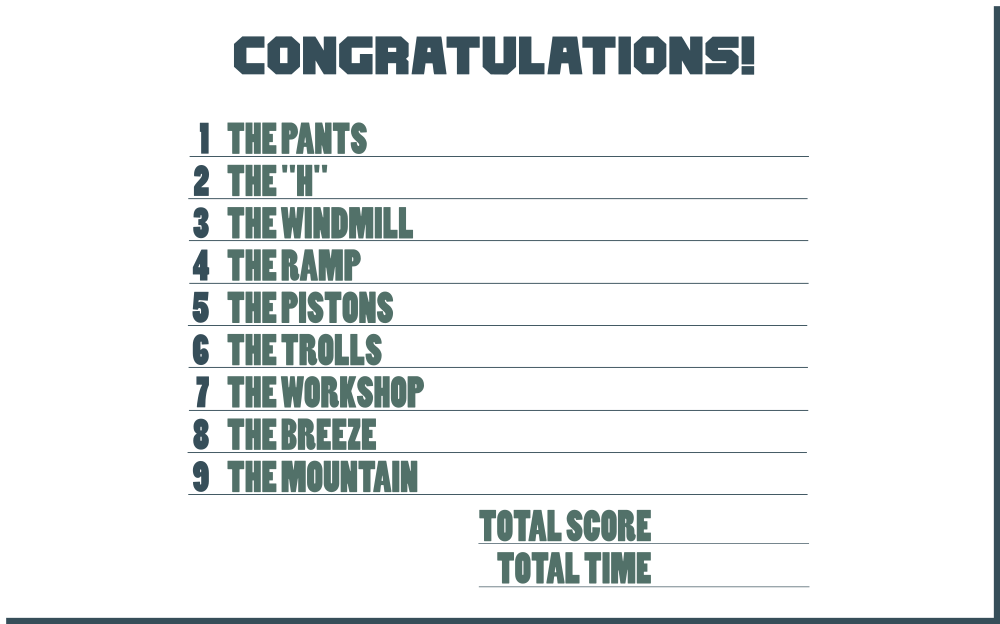 CONGRATULATIONS!
1 THE PANTS
2 THE "H"
3 THE WINDMILL
4 THE RAMP
5 THE PISTONS
6 THE TROLLS
7 THE WORKSHOP
8 THE BREEZE
9 THE MOUNTAIN
TOTAL SCORE
TOTAL TIME